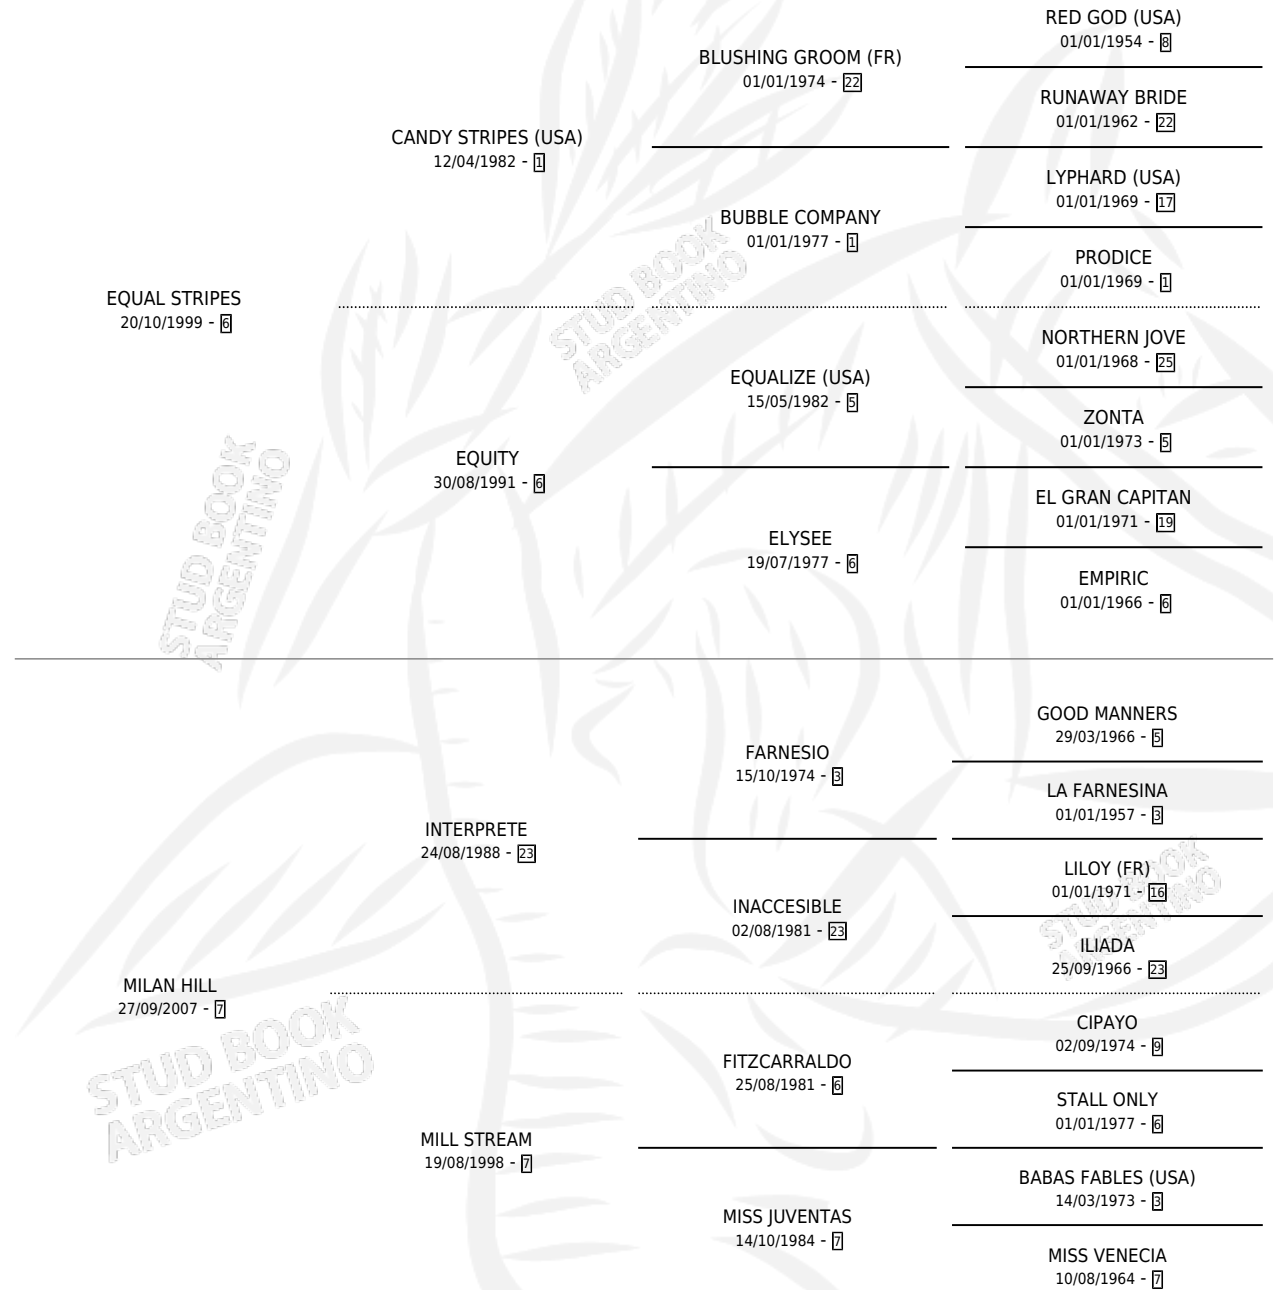 RED GOD (USA)
01/01/1954 - 8
BLUSHING GROOM (FR)
01/01/1974 - 22
RUNAWAY BRIDE
01/01/1962 - 22
CANDY STRIPES (USA)
12/04/1982 - 1
LYPHARD (USA)
01/01/1969 - 17
BUBBLE COMPANY
01/01/1977 - 1
PRODICE
01/01/1969 - 1
EQUAL STRIPES
20/10/1999 - 6
NORTHERN JOVE
01/01/1968 - 25
EQUALIZE (USA)
15/05/1982 - 5
ZONTA
01/01/1973 - 5
EQUITY
30/08/1991 - 6
EL GRAN CAPITAN
01/01/1971 - 19
ELYSEE
19/07/1977 - 6
EMPIRIC
01/01/1966 - 6
GOOD MANNERS
29/03/1966 - 5
FARNESIO
15/10/1974 - 3
LA FARNESINA
01/01/1957 - 3
INTERPRETE
24/08/1988 - 23
LILOY (FR)
01/01/1971 - 16
INACCESIBLE
02/08/1981 - 23
ILIADA
25/09/1966 - 23
MILAN HILL
27/09/2007 - 7
CIPAYO
02/09/1974 - 9
FITZCARRALDO
25/08/1981 - 6
STALL ONLY
01/01/1977 - 6
MILL STREAM
19/08/1998 - 7
BABAS FABLES (USA)
14/03/1973 - 3
MISS JUVENTAS
14/10/1984 - 7
MISS VENECIA
10/08/1964 - 7
STUD BOOK
ARGENTINO
STUD BOOK
ARGENTINO
STUD BOOK
ARGENTINO
STUD BOOK
ARGENTINO